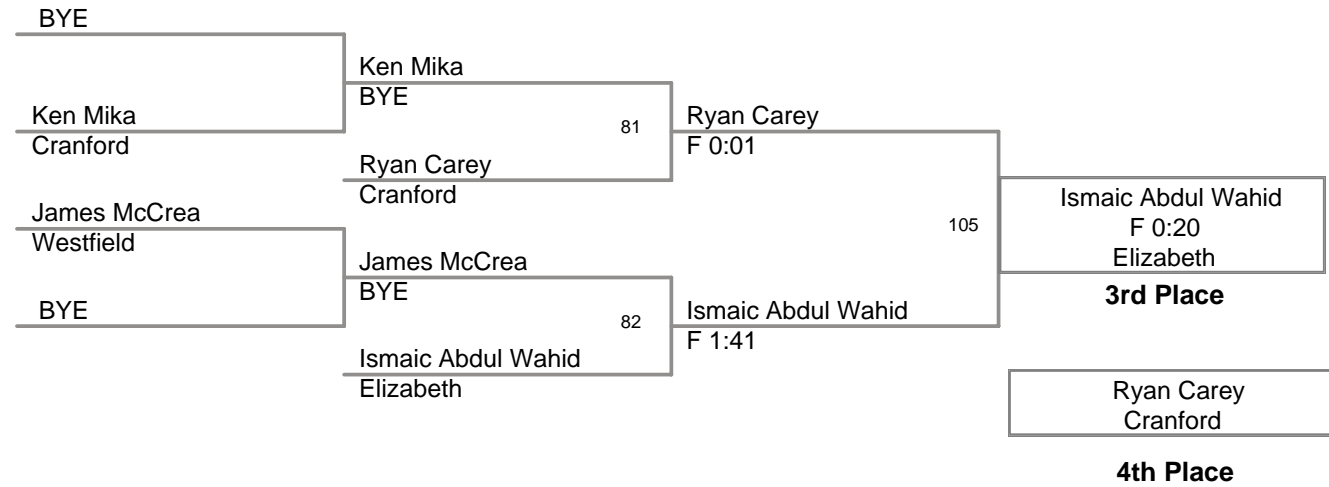 BYE
Ken Mika
BYE
Ken Mika
Cranford
81
Ryan Carey
F 0:01
Ryan Carey
Cranford
James McCrea
Westfield
105
Ismaic Abdul Wahid
F 0:20
Elizabeth
3rd Place
James McCrea
BYE
BYE
82
Ismaic Abdul Wahid
F 1:41
Ismaic Abdul Wahid
Elizabeth
Ryan Carey
Cranford
4th Place